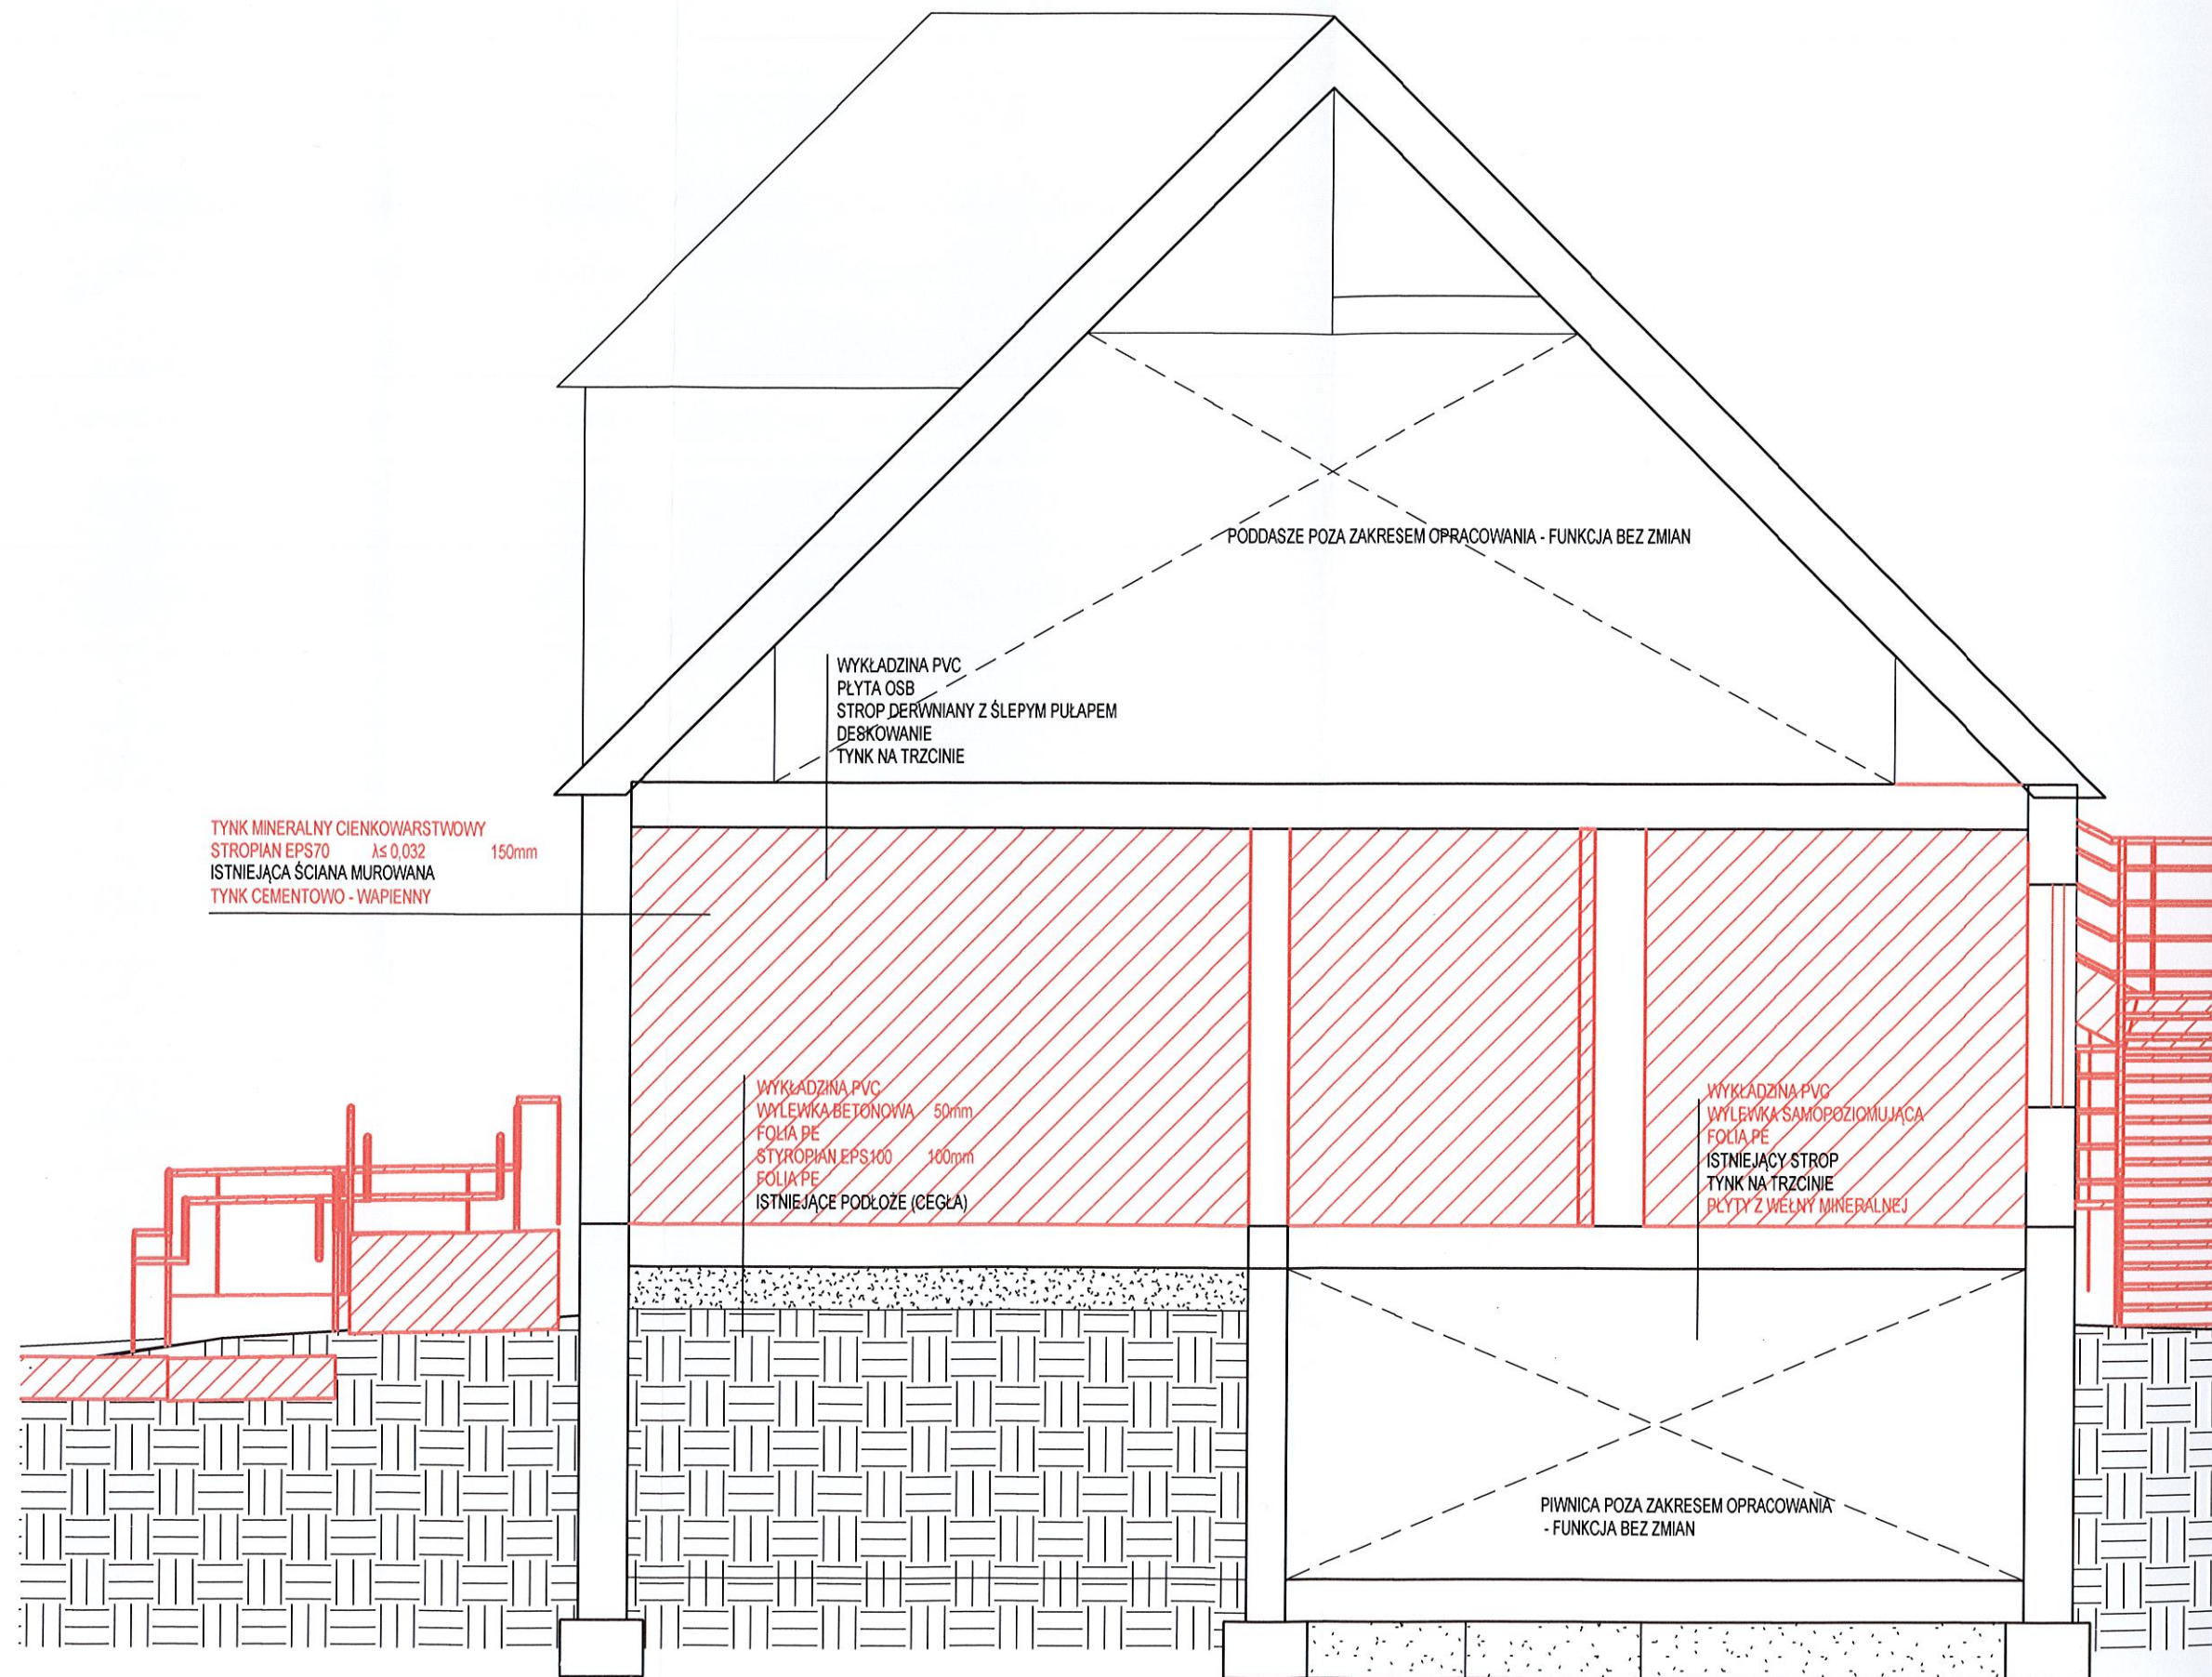 PODDASZE POZA ZAKRESEM OPRACOWANIA - FUNKCJA BEZ ZMIAN
WYKŁADZINA PVC
PŁYTA OSB
STROP DERWNIANY Z ŚLEPYM PUŁAPEM
DESKOWANIE
TYNK NA TRZCINIE
TYNK MINERALNY CIENKOWARSTWOWY
STROPIAN EPS70 λ≤ 0,032 150mm
ISTNIEJĄCA ŚCIANA MUROWANA
TYNK CEMENTOWO - WAPIENNY
WYKŁADZINA PVC
WYLEWKA BETONOWA 50mm
FOLIA PE
STYROPIAN EPS100 100mm
FOLIA PE
ISTNIEJĄCE PODŁOŻE (CEGŁA)
WYKŁADZINA PVC
WYLEWKA SAMOPOZIOMUJĄCA
FOLIA PE
ISTNIEJĄCY STROP
TYNK NA TRZCINIE
PŁYTY Z WEŁNY MINERALNEJ
PIWNICA POZA ZAKRESEM OPRACOWANIA
- FUNKCJA BEZ ZMIAN